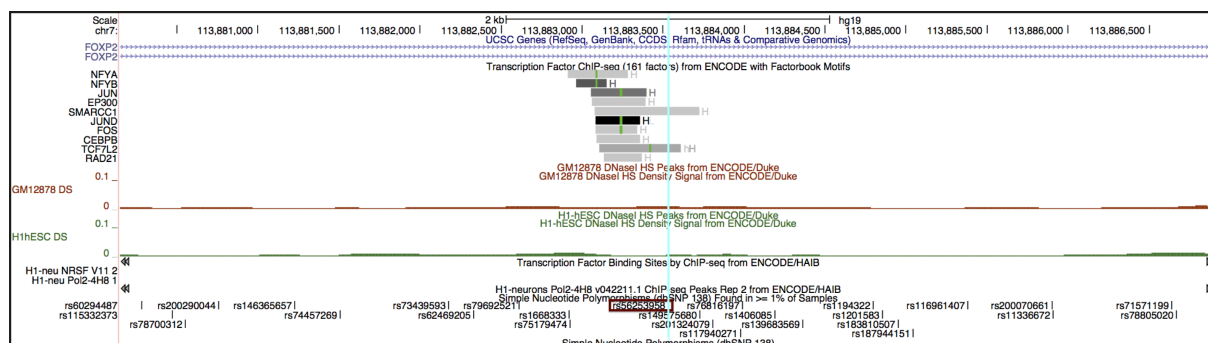 Scale 2 kb hg19
chr7: 113,881,000 113,881,500 113,882,000 113,882,500 113,883,000 113,883,500 113,884,000 113,884,500 113,885,000 113,885,500 113,886,000 113,886,500
UCSC Genes (RefSeq, GenBank, CCDS, Rfam, tRNAs & Comparative Genomics)
FOXP2
FOXP2
Transcription Factor ChIP-seq (161 factors) from ENCODE with Factorbook Motifs
NFYA H
NFYB H
JUN H
EP300 H
SMARCC1 H
JUND H
FOS H
CEBPB H
TCF7L2 H
RAD21 H
GM12878 DNaseI HS Peaks from ENCODE/Duke
GM12878 DNaseI HS Density Signal from ENCODE/Duke
0.1
GM12878 DS
0
H1-hESC DNaseI HS Peaks from ENCODE/Duke
H1-hESC DNaseI HS Density Signal from ENCODE/Duke
0.1
H1hESC DS
0
Transcription Factor Binding Sites by ChIP-seq from ENCODE/HAIB
H1-neu NRSF V11 2
H1-neu Pol2-4H8 1
H1-neurons Pol2-4H8 v042211.1 ChIP seq Peaks Rep 2 from ENCODE/HAIB
Simple Nucleotide Polymorphisms (dbSNP 138) Found in >= 1% of Samples
rs60294487 rs200290044 rs146365657 rs73439593 rs79692521 rs56253958 rs76816197 rs1194322 rs116961407 rs200070661 rs71571199
rs115332373 rs74457269 rs62469205 rs1668333 rs149575680 rs1406085 rs1201583 rs11336672 rs78805020
rs78700312 rs75179474 rs201324079 rs139683569 rs183810507
rs117940271 rs187944151
Simple Nucleotide Polymorphisms (dbSNP 138)